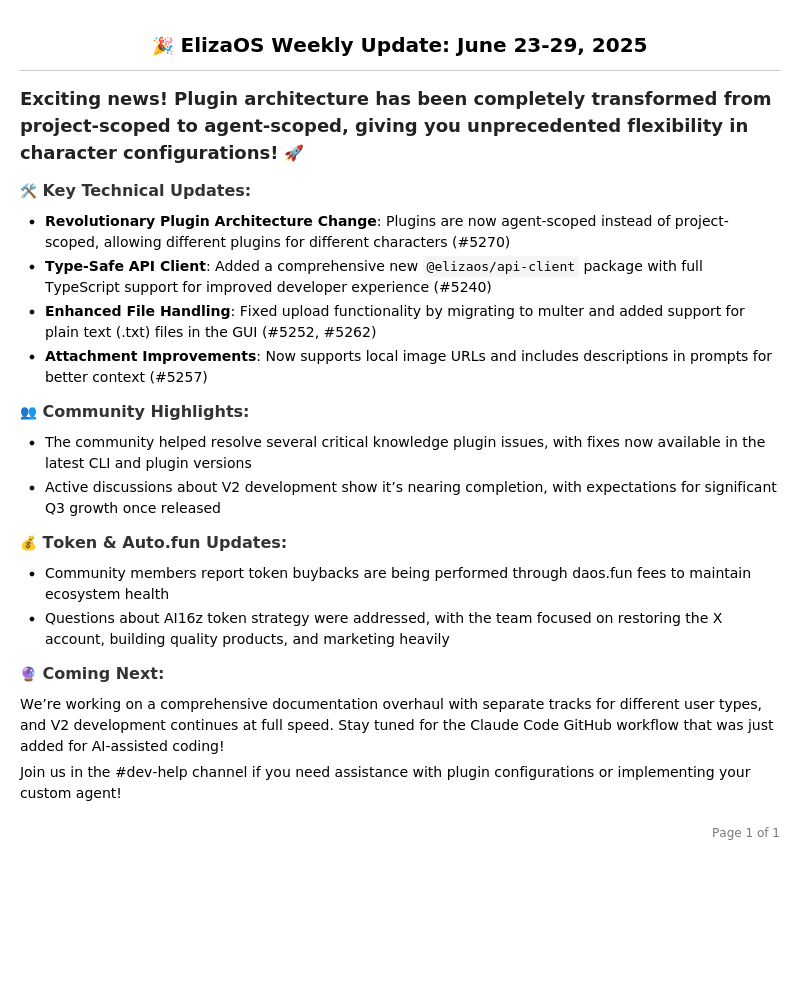 🎉 ElizaOS Weekly Update: June 23-29, 2025
Exciting news! Plugin architecture has been completely transformed from
project-scoped to agent-scoped, giving you unprecedented flexibility in
character configurations! 🚀
🛠️ Key Technical Updates:
• Revolutionary Plugin Architecture Change: Plugins are now agent-scoped instead of project-
scoped, allowing different plugins for different characters (#5270)
• Type-Safe API Client: Added a comprehensive new @elizaos/api-client package with full
TypeScript support for improved developer experience (#5240)
• Enhanced File Handling: Fixed upload functionality by migrating to multer and added support for
plain text (.txt) files in the GUI (#5252, #5262)
• Attachment Improvements: Now supports local image URLs and includes descriptions in prompts for
better context (#5257)
👥 Community Highlights:
• The community helped resolve several critical knowledge plugin issues, with fixes now available in the
latest CLI and plugin versions
• Active discussions about V2 development show it’s nearing completion, with expectations for significant
Q3 growth once released
💰 Token & Auto.fun Updates:
• Community members report token buybacks are being performed through daos.fun fees to maintain
ecosystem health
• Questions about AI16z token strategy were addressed, with the team focused on restoring the X
account, building quality products, and marketing heavily
🔮 Coming Next:
We’re working on a comprehensive documentation overhaul with separate tracks for different user types,
and V2 development continues at full speed. Stay tuned for the Claude Code GitHub workflow that was just
added for AI-assisted coding!
Join us in the #dev-help channel if you need assistance with plugin configurations or implementing your
custom agent!
Page 1 of 1